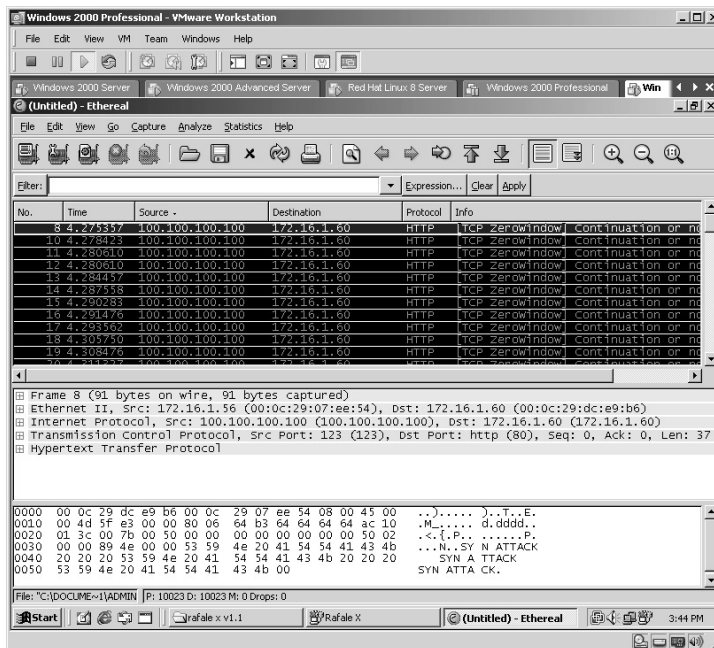 Windows 2000 Professional - VMware Workstation
File Edit View VM Team Windows Help
Windows 2000 Server Windows 2000 Advanced Server Red Hat Linux 8 Server Windows 2000 Professional Win
(Untitled) - Ethereal
File Edit View Go Capture Analyze Statistics Help
Filter: Expression... Clear Apply
No. Time Source Destination Protocol Info
8 4.275357 100.100.100.100 172.16.1.60 HTTP [TCP ZeroWindow] Continuation or no
10 4.278423 100.100.100.100 172.16.1.60 HTTP [TCP ZeroWindow] Continuation or no
11 4.280610 100.100.100.100 172.16.1.60 HTTP [TCP ZeroWindow] Continuation or no
12 4.280610 100.100.100.100 172.16.1.60 HTTP [TCP ZeroWindow] Continuation or no
13 4.284457 100.100.100.100 172.16.1.60 HTTP [TCP ZeroWindow] Continuation or no
14 4.287558 100.100.100.100 172.16.1.60 HTTP [TCP ZeroWindow] Continuation or no
15 4.290283 100.100.100.100 172.16.1.60 HTTP [TCP ZeroWindow] Continuation or no
16 4.291476 100.100.100.100 172.16.1.60 HTTP [TCP ZeroWindow] Continuation or no
17 4.293562 100.100.100.100 172.16.1.60 HTTP [TCP ZeroWindow] Continuation or no
18 4.305750 100.100.100.100 172.16.1.60 HTTP [TCP ZeroWindow] Continuation or no
19 4.308476 100.100.100.100 172.16.1.60 HTTP [TCP ZeroWindow] Continuation or no
Frame 8 (91 bytes on wire, 91 bytes captured)
Ethernet II, Src: 172.16.1.56 (00:0c:29:07:ee:54), Dst: 172.16.1.60 (00:0c:29:dc:e9:b6)
Internet Protocol, Src: 100.100.100.100 (100.100.100.100), Dst: 172.16.1.60 (172.16.1.60)
Transmission Control Protocol, Src Port: 123 (123), Dst Port: http (80), Seq: 0, Ack: 0, Len: 37
Hypertext Transfer Protocol
0000 00 0c 29 dc e9 b6 00 0c 29 07 ee 54 08 00 45 00 ..)..... )..T..E.
0010 00 4d 5f e3 00 00 80 06 64 b3 64 64 64 64 ac 10 .M_..... d.dddd..
0020 01 3c 00 7b 00 50 00 00 00 00 00 00 00 00 50 02 .<.{.P.. ......P.
0030 00 00 89 4e 00 00 53 59 4e 20 41 54 54 41 43 4b ...N..SY N ATTACK
0040 20 20 20 53 59 4e 20 41 54 54 41 43 4b 20 20 20 SYN A TTACK
0050 53 59 4e 20 41 54 54 41 43 4b 00 SYN ATTA CK.
File: "C:\DOCUME~1\ADMIN P: 10023 D: 10023 M: 0 Drops: 0
Start rafale x v1.1 Rafale X (Untitled) - Ethereal 3:44 PM